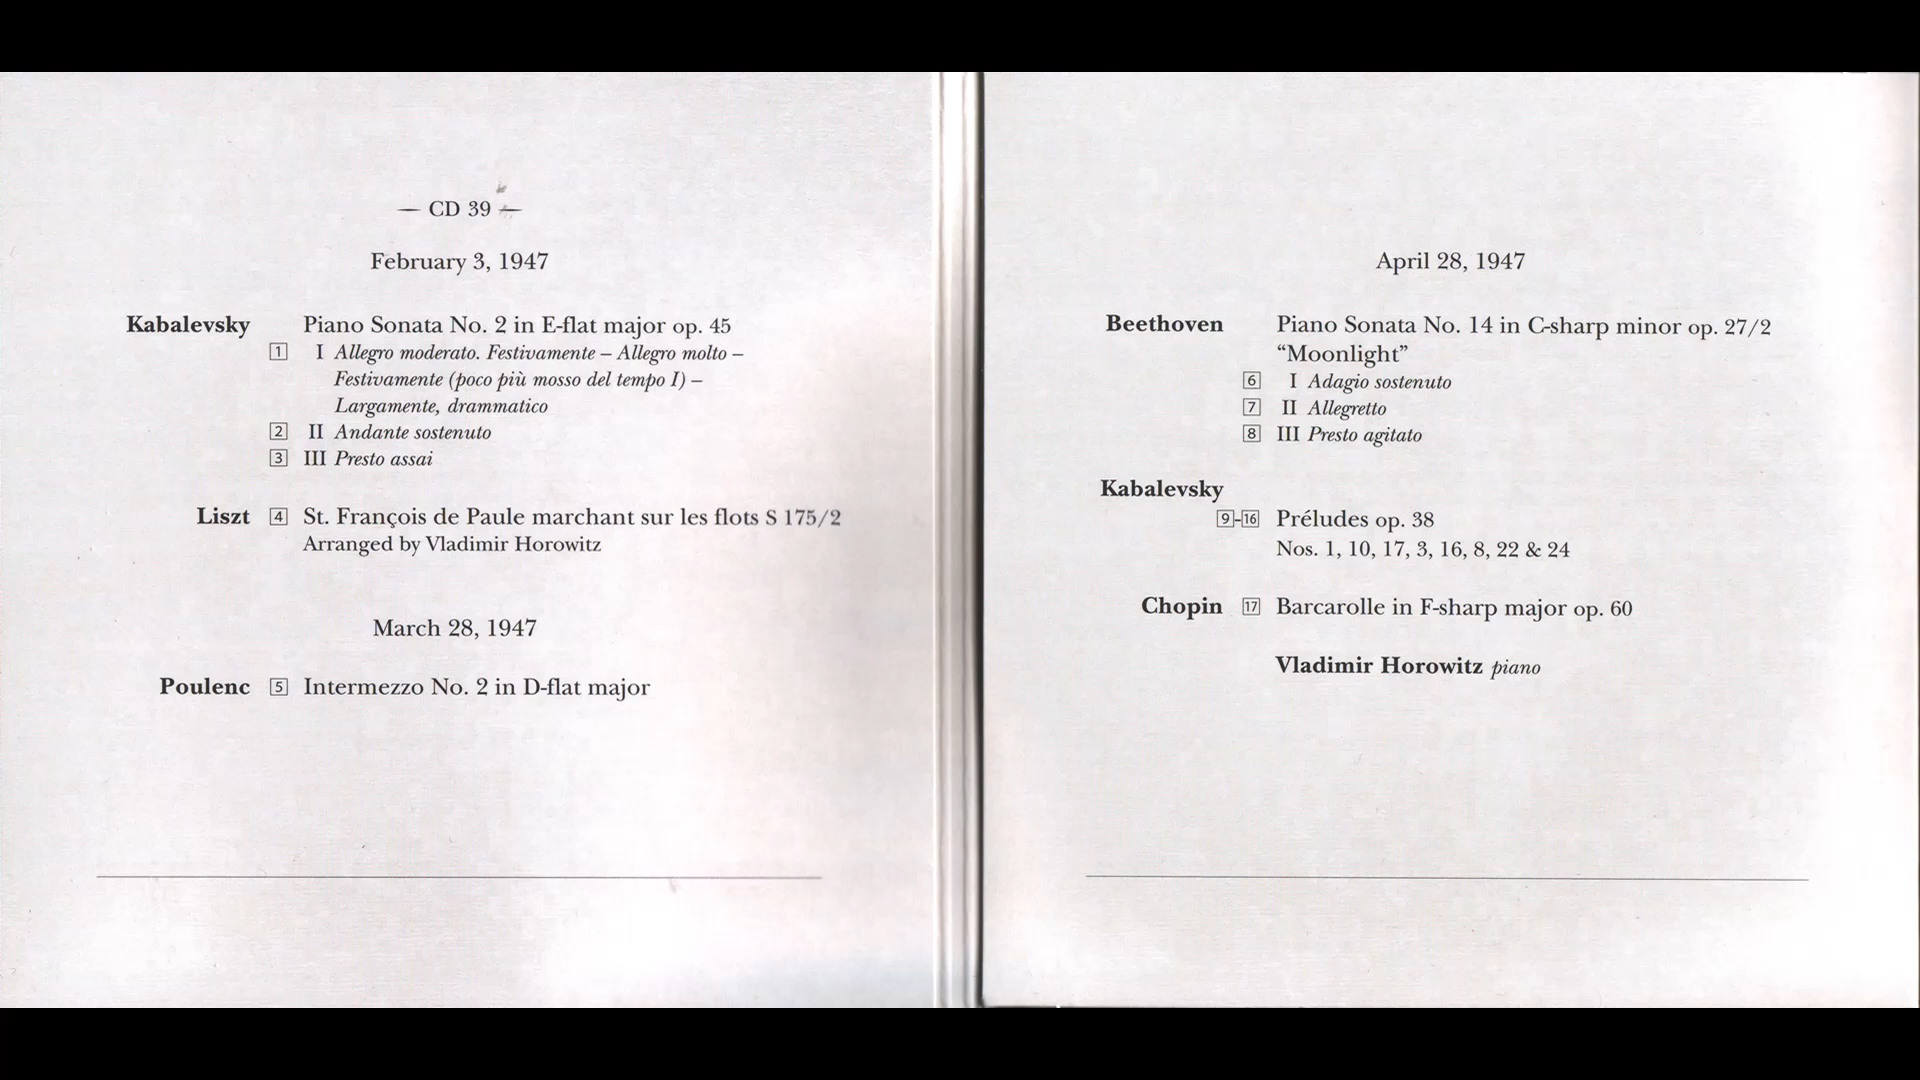 — CD 39 —
February 3, 1947
Kabalevsky Piano Sonata No. 2 in E-flat major op. 45
1 I Allegro moderato. Festivamente – Allegro molto –
Festivamente (poco più mosso del tempo I) –
Largamente, drammatico
2 II Andante sostenuto
3 III Presto assai
Liszt 4 St. François de Paule marchant sur les flots S 175/2
Arranged by Vladimir Horowitz
March 28, 1947
Poulenc 5 Intermezzo No. 2 in D-flat major
April 28, 1947
Beethoven Piano Sonata No. 14 in C-sharp minor op. 27/2
“Moonlight”
6 I Adagio sostenuto
7 II Allegretto
8 III Presto agitato
Kabalevsky
9-16 Préludes op. 38
Nos. 1, 10, 17, 3, 16, 8, 22 & 24
Chopin 17 Barcarolle in F-sharp major op. 60
Vladimir Horowitz piano